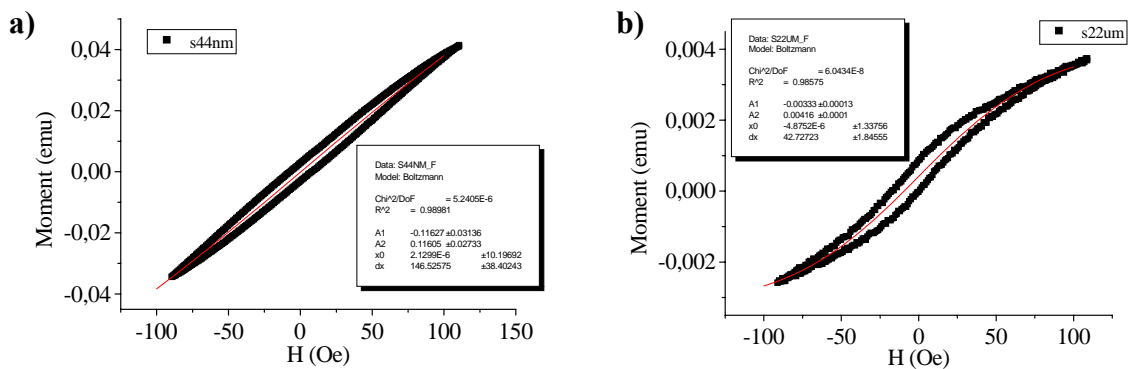 a)
s44nm
Moment (emu)
0,04
0,02
0,00
-0,02
-0,04
Data: S44NM_F
Model: Boltzmann
Chi^2/DoF = 5.2405E-6
R^2 = 0.98981
A1 -0.11627 ±0.03136
A2 0.11605 ±0.02733
x0 2.1299E-6 ±10.19692
dx 146.52575 ±38.40243
-100 -50 0 50 100 150
H (Oe)
b)
s22um
Data: S22UM_F
Model: Boltzmann
Chi^2/DoF = 6.0434E-8
R^2 = 0.98575
A1 -0.00333 ±0.00013
A2 0.00416 ±0.0001
x0 -4.8752E-6 ±1.33756
dx 42.72723 ±1.84555
Moment (emu)
0,004
0,002
0,000
-0,002
-100 -50 0 50 100
H (Oe)